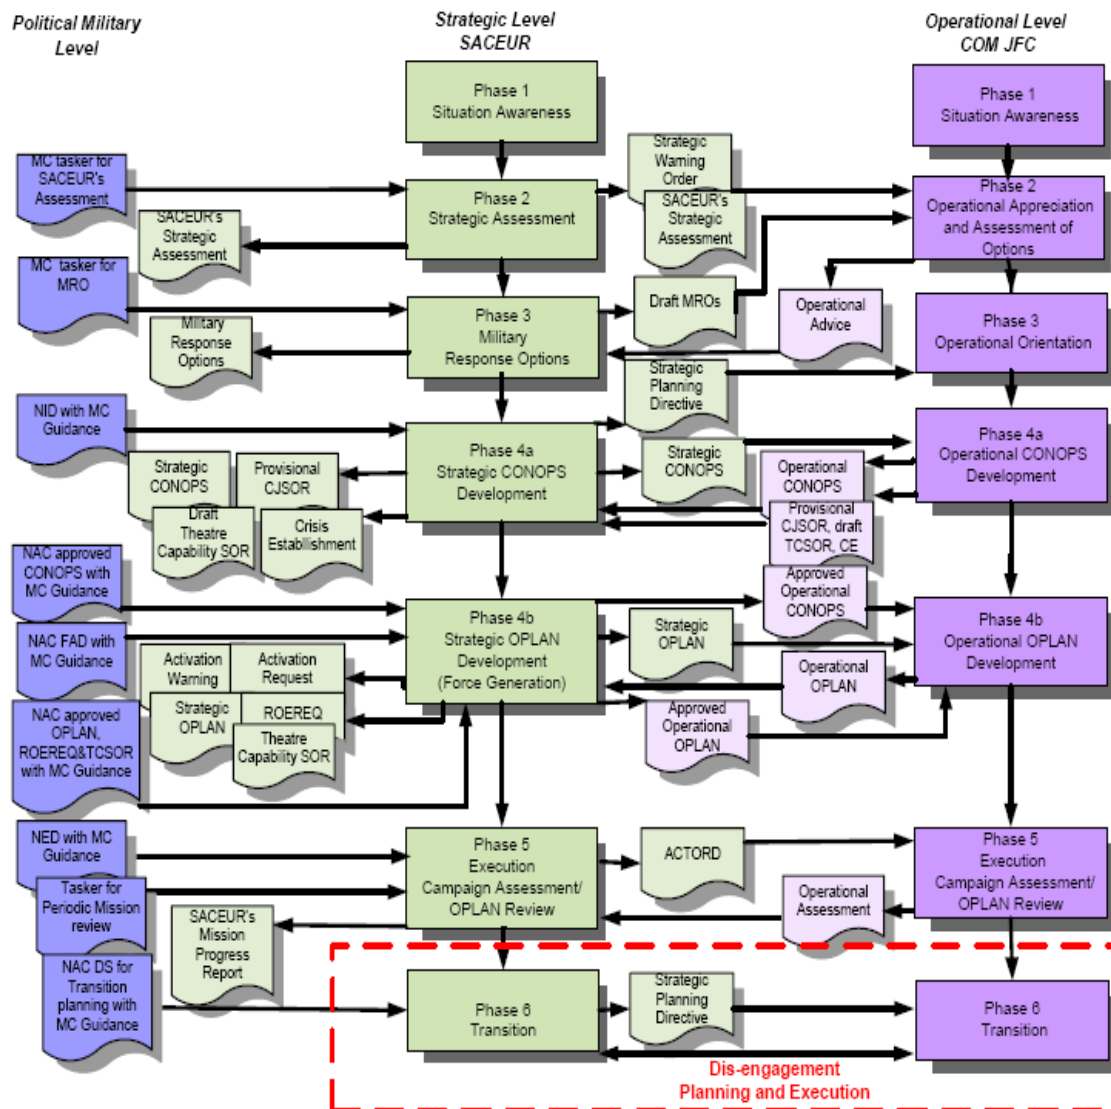 Political Military
Level
Strategic Level
SACEUR
Operational Level
COM JFC
Phase 1
Situation Awareness
Phase 1
Situation Awareness
MC tasker for
SACEUR's
Assessment
Phase 2
Strategic Assessment
Strategic
Warning
Order
SACEUR's
Strategic
Assessment
Phase 2
Operational Appreciation
and Assessment of
Options
SACEUR's
Strategic
Assessment
MC tasker for
MRO
Phase 3
Military
Response Options
Draft MROs
Operational
Advice
Phase 3
Operational Orientation
Military
Response
Options
Strategic
Planning
Directive
NID with MC
Guidance
Phase 4a
Strategic CONOPS
Development
Strategic
CONOPS
Operational
CONOPS
Phase 4a
Operational CONOPS
Development
Strategic
CONOPS
Provisional
CJSOR
Draft
Theatre
Capability SOR
Crisis
Establlishment
Provisional
CJSOR, draft
TCSOR, CE
NAC approved
CONOPS with
MC Guidance
Approved
Operational
CONOPS
Phase 4b
Strategic OPLAN
Development
(Force Generation)
Strategic
OPLAN
Phase 4b
Operational OPLAN
Development
NAC FAD with
MC Guidance
Activation
Warning
Activation
Request
Operational
OPLAN
Strategic
OPLAN
ROEREQ
Theatre
Capability SOR
Approved
Operational
OPLAN
NAC approved
OPLAN,
ROEREQ&TCSOR
with MC Guidance
NED with MC
Guidance
Phase 5
Execution
Campaign Assessment/
OPLAN Review
ACTORD
Phase 5
Execution
Campaign Assessment/
OPLAN Review
Tasker for
Periodic Mission
review
Operational
Assessment
SACEUR's
Mission
Progress
Report
NAC DS for
Transition
planning with
MC Guidance
Phase 6
Transition
Strategic
Planning
Directive
Phase 6
Transition
Dis-engagement
Planning and Execution